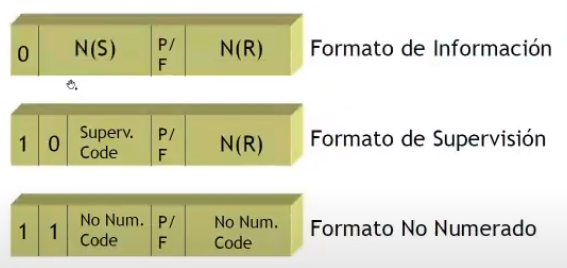 0 N(S) P/ F N(R) Formato de Información
1 0 Superv. Code P/ F N(R) Formato de Supervisión
1 1 No Num. Code P/ F No Num. Code Formato No Numerado